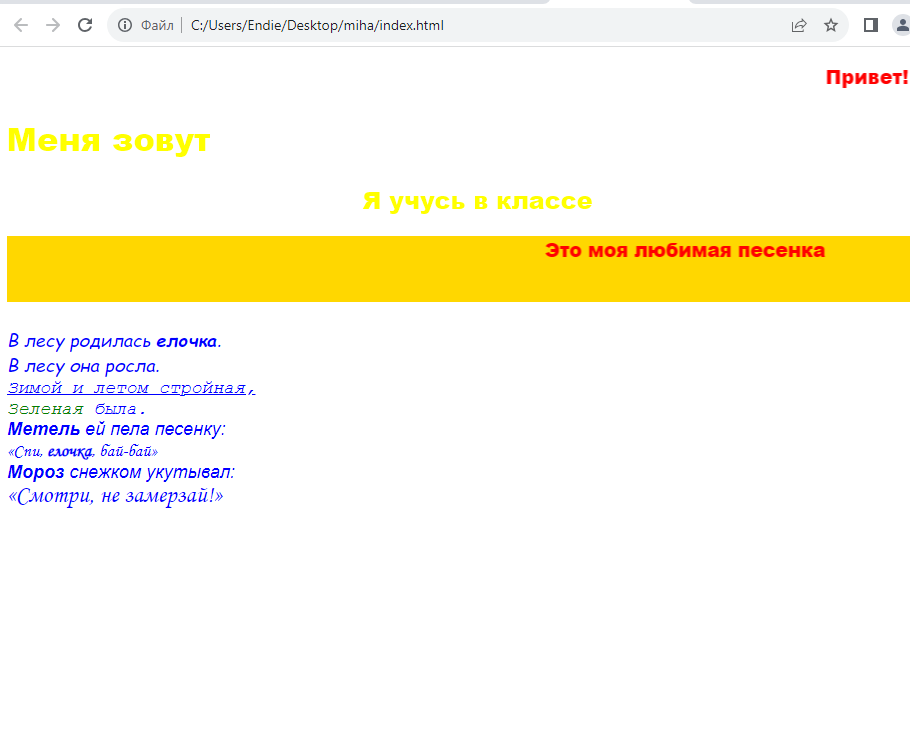 Файл
C:/Users/Endie/Desktop/miha/index.html
Привет!
Меня зовут
Я учусь в классе
Это моя любимая песенка
В лесу родилась елочка.
В лесу она росла.
Зимой и летом стройная,
Зеленая была.
Метель ей пела песенку:
«Спи, елочка, бай-бай»
Мороз снежком укутывал:
«Смотри, не замерзай!»